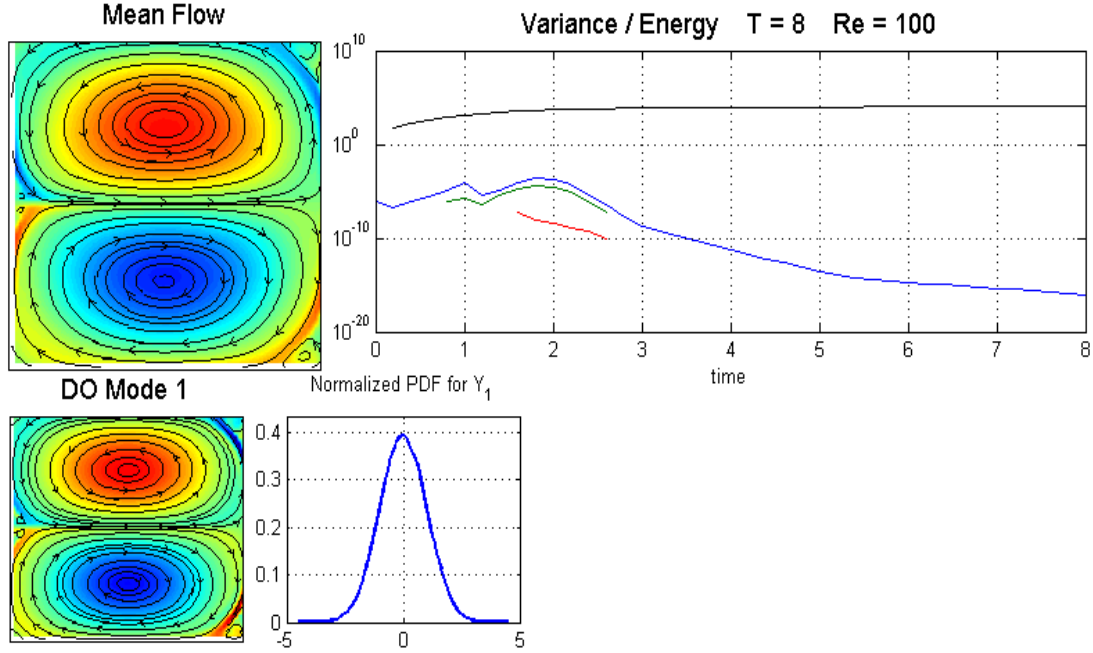 Mean Flow
Variance / Energy T = 8 Re = 100
10^10
10^0
10^-10
10^-20
0 1 2 3 4 5 6 7 8
time
DO Mode 1
Normalized PDF for Y_1
0.4
0.3
0.2
0.1
0
-5 0 5